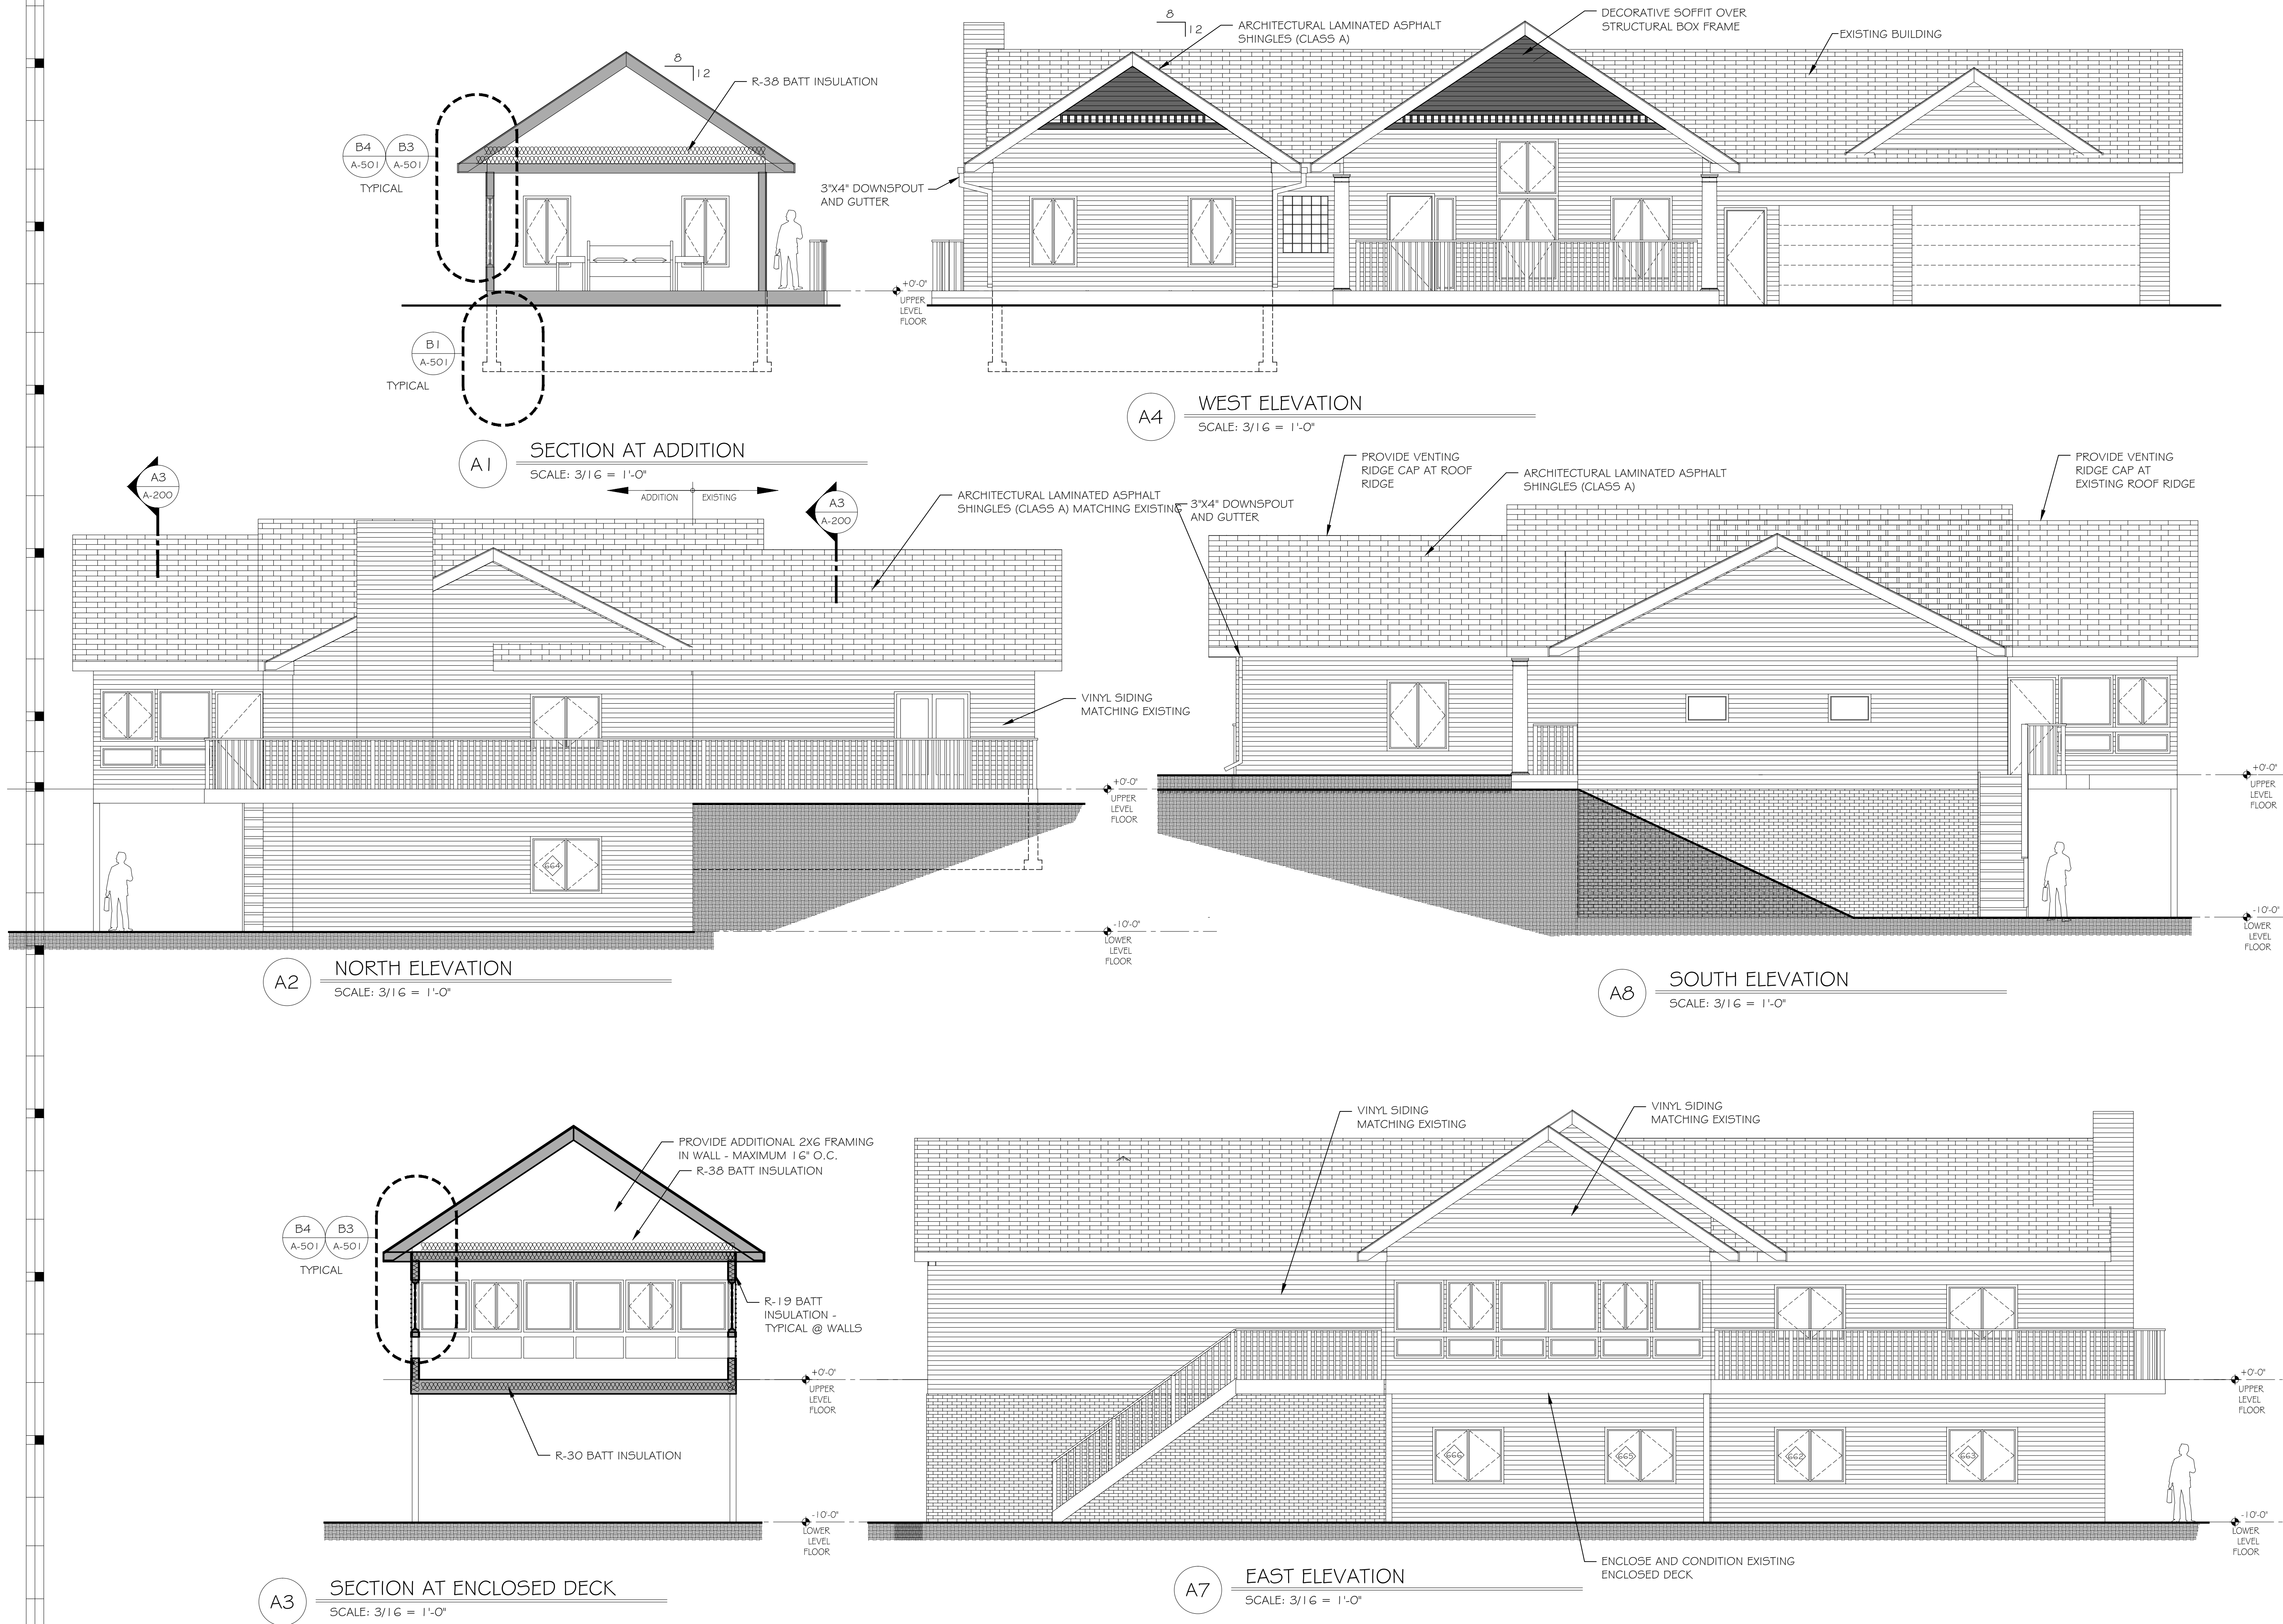 8
12
R-38 BATT INSULATION
B4
A-501
B3
A-501
TYPICAL
B1
A-501
TYPICAL
+0'-0"
UPPER
LEVEL
FLOOR
A1
SECTION AT ADDITION
SCALE: 3/16 = 1'-0"
8
12
ARCHITECTURAL LAMINATED ASPHALT
SHINGLES (CLASS A)
DECORATIVE SOFFIT OVER
STRUCTURAL BOX FRAME
EXISTING BUILDING
3"X4" DOWNSPOUT
AND GUTTER
A4
WEST ELEVATION
SCALE: 3/16 = 1'-0"
A3
A-200
ADDITION
EXISTING
A3
A-200
ARCHITECTURAL LAMINATED ASPHALT
SHINGLES (CLASS A) MATCHING EXISTING
VINYL SIDING
MATCHING EXISTING
+0'-0"
UPPER
LEVEL
FLOOR
664
-10'-0"
LOWER
LEVEL
FLOOR
A2
NORTH ELEVATION
SCALE: 3/16 = 1'-0"
3"X4" DOWNSPOUT
AND GUTTER
PROVIDE VENTING
RIDGE CAP AT ROOF
RIDGE
ARCHITECTURAL LAMINATED ASPHALT
SHINGLES (CLASS A)
PROVIDE VENTING
RIDGE CAP AT
EXISTING ROOF RIDGE
+0'-0"
UPPER
LEVEL
FLOOR
-10'-0"
LOWER
LEVEL
FLOOR
A8
SOUTH ELEVATION
SCALE: 3/16 = 1'-0"
PROVIDE ADDITIONAL 2X6 FRAMING
IN WALL - MAXIMUM 16" O.C.
R-38 BATT INSULATION
B4
A-501
B3
A-501
TYPICAL
R-19 BATT
INSULATION -
TYPICAL @ WALLS
+0'-0"
UPPER
LEVEL
FLOOR
R-30 BATT INSULATION
-10'-0"
LOWER
LEVEL
FLOOR
A3
SECTION AT ENCLOSED DECK
SCALE: 3/16 = 1'-0"
VINYL SIDING
MATCHING EXISTING
VINYL SIDING
MATCHING EXISTING
+0'-0"
UPPER
LEVEL
FLOOR
666
665
662
663
-10'-0"
LOWER
LEVEL
FLOOR
ENCLOSE AND CONDITION EXISTING
ENCLOSED DECK
A7
EAST ELEVATION
SCALE: 3/16 = 1'-0"